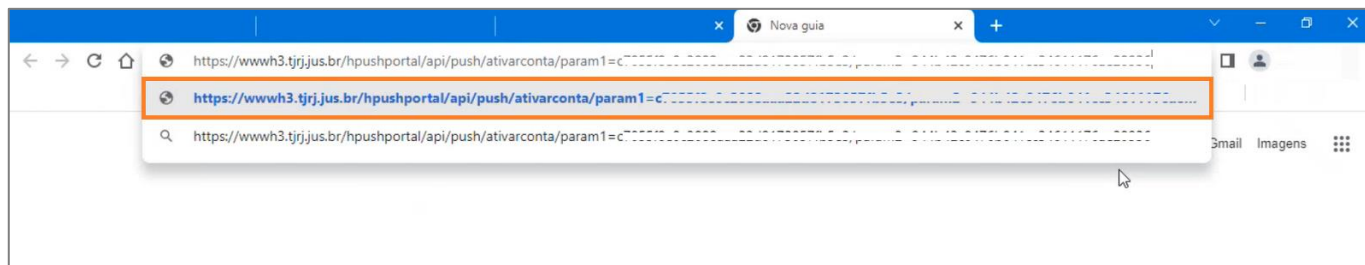 Nova guia
https://wwwh3.tjrj.jus.br/hpushportal/api/push/ativarconta/param1=c
https://wwwh3.tjrj.jus.br/hpushportal/api/push/ativarconta/param1=c
https://wwwh3.tjrj.jus.br/hpushportal/api/push/ativarconta/param1=c
Gmail Imagens